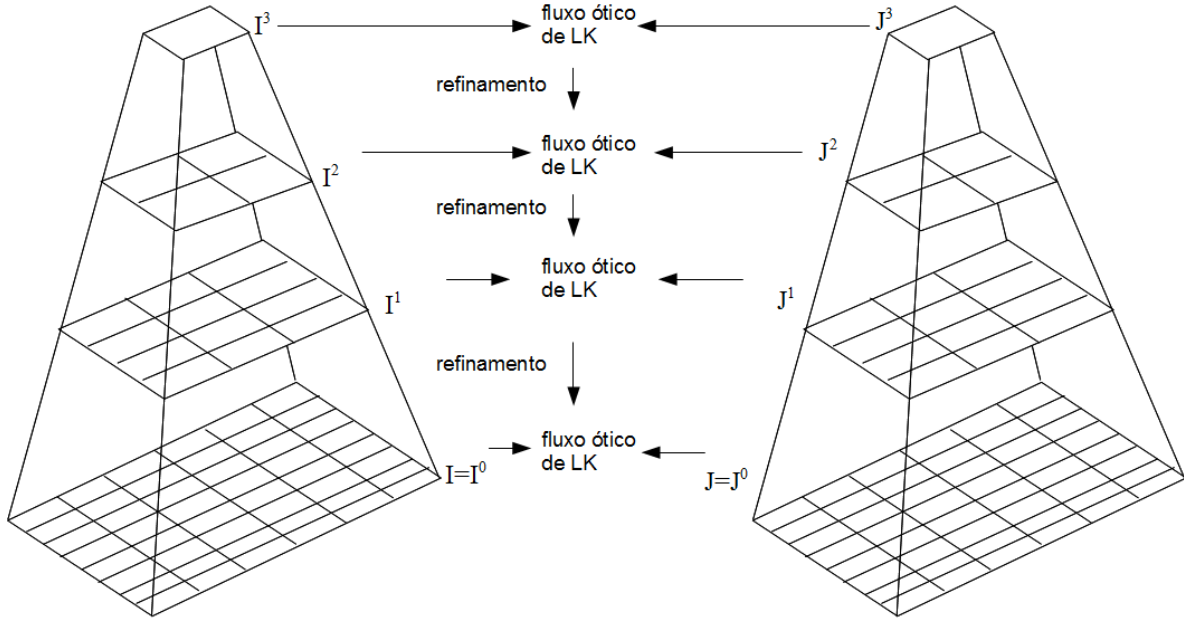 I³
fluxo ótico
de LK
J³
refinamento
I²
fluxo ótico
de LK
J²
refinamento
I¹
fluxo ótico
de LK
J¹
refinamento
I=I⁰
fluxo ótico
de LK
J=J⁰